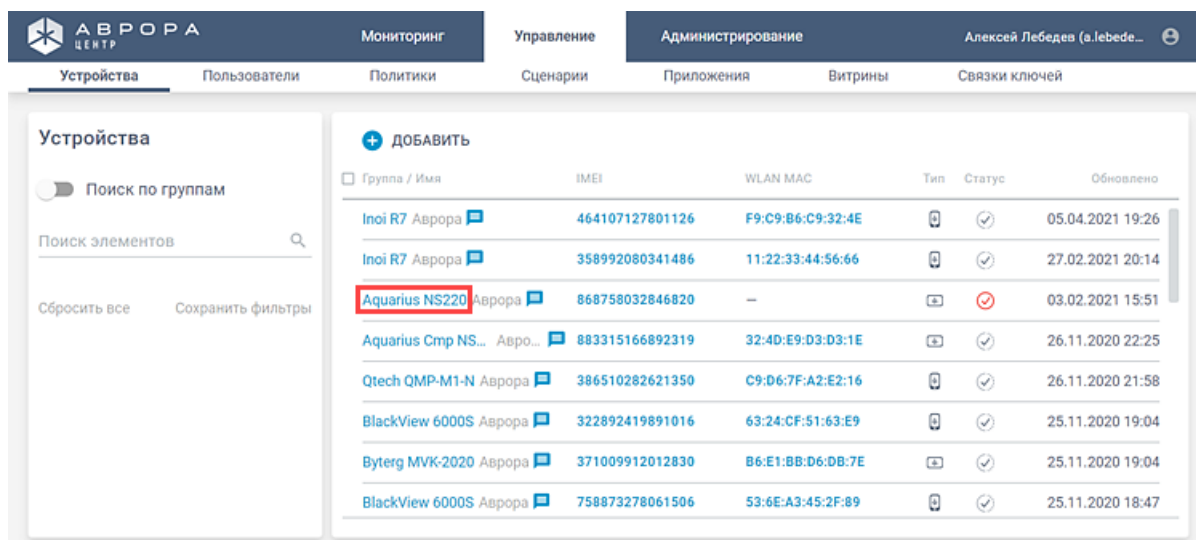 АВРОРА
ЦЕНТР
Мониторинг Управление Администрирование Алексей Лебедев (a.lebede...
Устройства Пользователи Политики Сценарии Приложения Витрины Связки ключей
Устройства
Поиск по группам
Поиск элементов
Сбросить все Сохранить фильтры
ДОБАВИТЬ
Группа / Имя IMEI WLAN MAC Тип Статус Обновлено
Inoi R7 Аврора 464107127801126 F9:C9:B6:C9:32:4E 05.04.2021 19:26
Inoi R7 Аврора 358992080341486 11:22:33:44:56:66 27.02.2021 20:14
Aquarius NS220 Аврора 868758032846820 — 03.02.2021 15:51
Aquarius Cmp NS... Авро... 883315166892319 32:4D:E9:D3:D3:1E 26.11.2020 22:25
Qtech QMP-M1-N Аврора 386510282621350 C9:D6:7F:A2:E2:16 26.11.2020 21:58
BlackView 6000S Аврора 322892419891016 63:24:CF:51:63:E9 25.11.2020 19:04
Byterg MVK-2020 Аврора 371009912012830 B6:E1:BB:D6:DB:7E 25.11.2020 19:04
BlackView 6000S Аврора 758873278061506 53:6E:A3:45:2F:89 25.11.2020 18:47